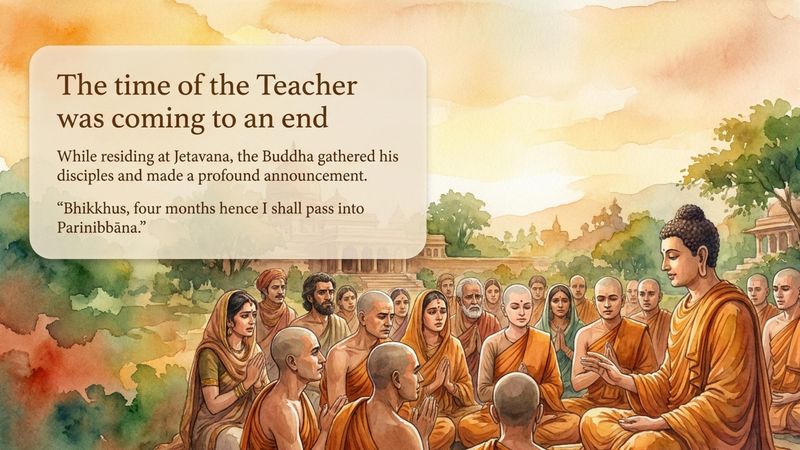 The time of the Teacher
was coming to an end
While residing at Jetavana, the Buddha gathered his
disciples and made a profound announcement.
“Bhikkhus, four months hence I shall pass into
Parinibbāna.”